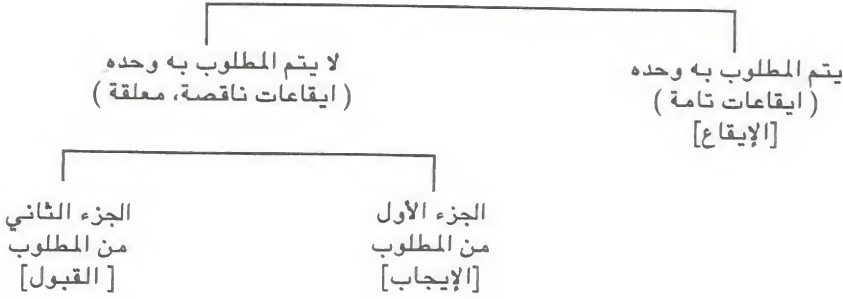 يتم المطلوب به وحده
( ايقاعات تامة )
[الإيقاع]
لا يتم المطلوب به وحده
( ايقاعات ناقصة، معلقة )
الجزء الأول
من المطلوب
[الإيجاب]
الجزء الثاني
من المطلوب
[ القبول]